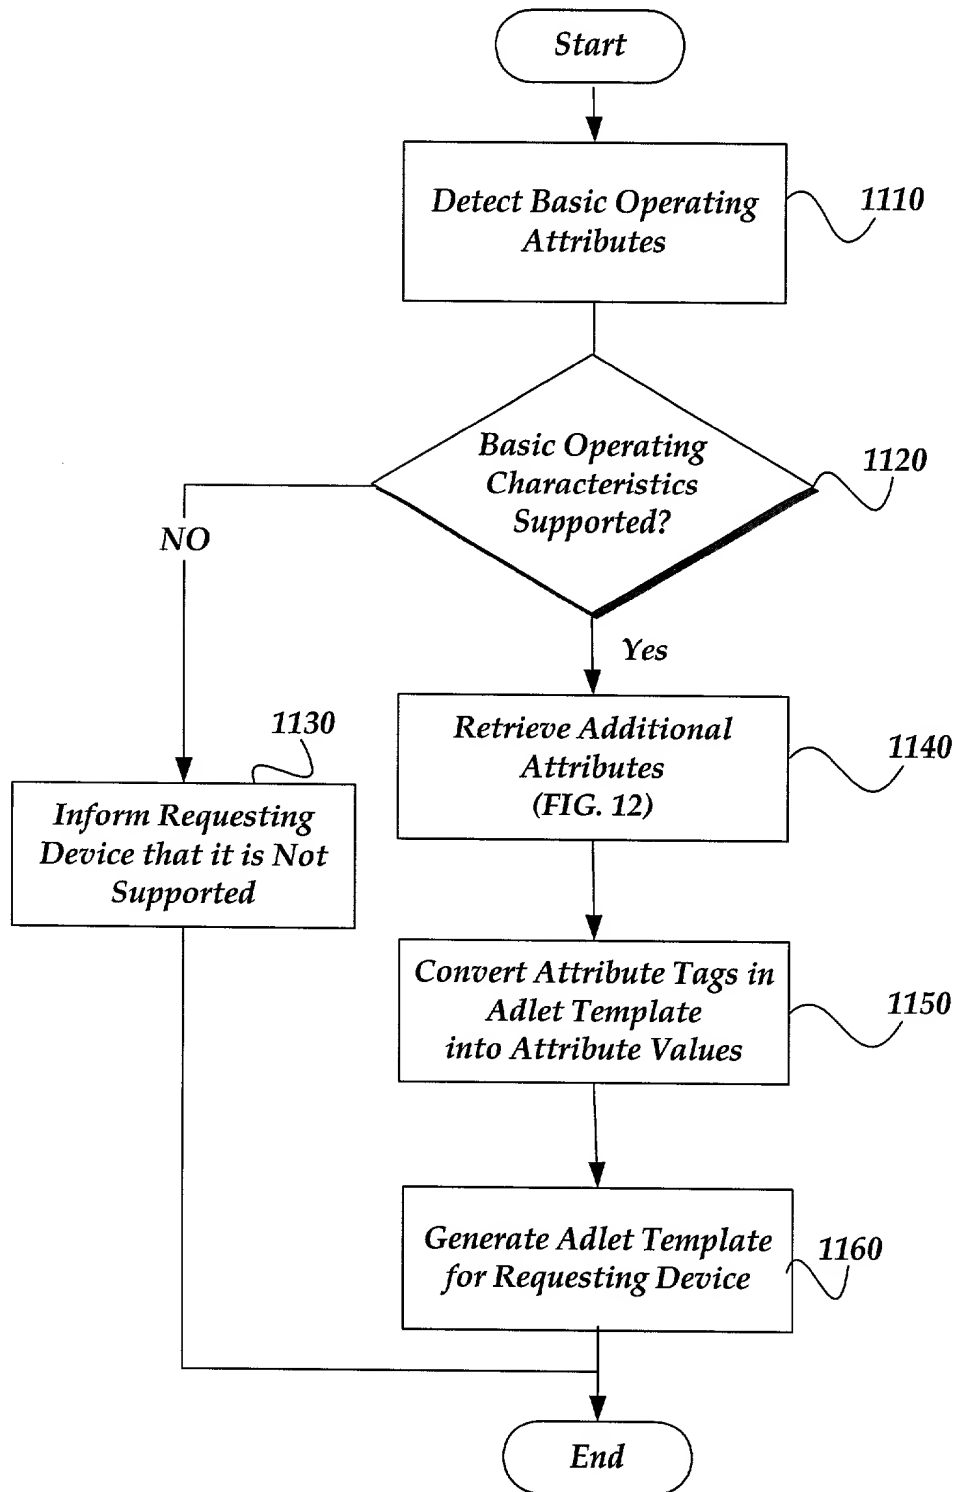 Start
Detect Basic Operating
Attributes
1110
Basic Operating
Characteristics
Supported?
1120
NO
Yes
1130
Retrieve Additional
Attributes
(FIG. 12)
1140
Inform Requesting
Device that it is Not
Supported
Convert Attribute Tags in
Adlet Template
into Attribute Values
1150
Generate Adlet Template
for Requesting Device
1160
End